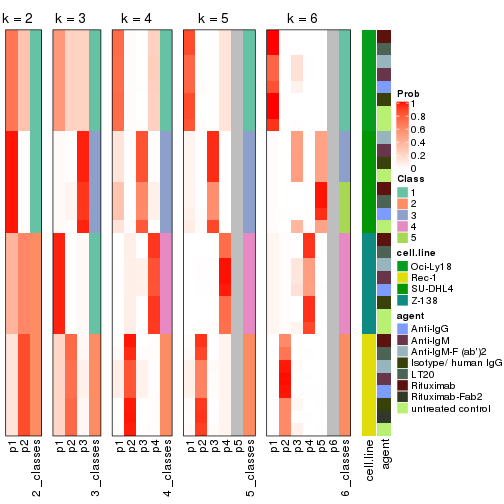 k = 2
k = 3
k = 4
k = 5
k = 6
Prob
1
0.8
0.6
0.4
0.2
0
Class
1
2
3
4
5
cell.line
Oci-Ly18
Rec-1
SU-DHL4
Z-138
agent
Anti-IgG
Anti-IgM
Anti-IgM-F (ab')2
Isotype/ human IgG
LT20
Rituximab
Rituximab-Fab2
untreated control
p1
p2
2_classes
p1
p2
p3
3_classes
p1
p2
p3
p4
4_classes
p1
p2
p3
p4
p5
5_classes
p1
p2
p3
p4
p5
p6
6_classes
cell.line
agent